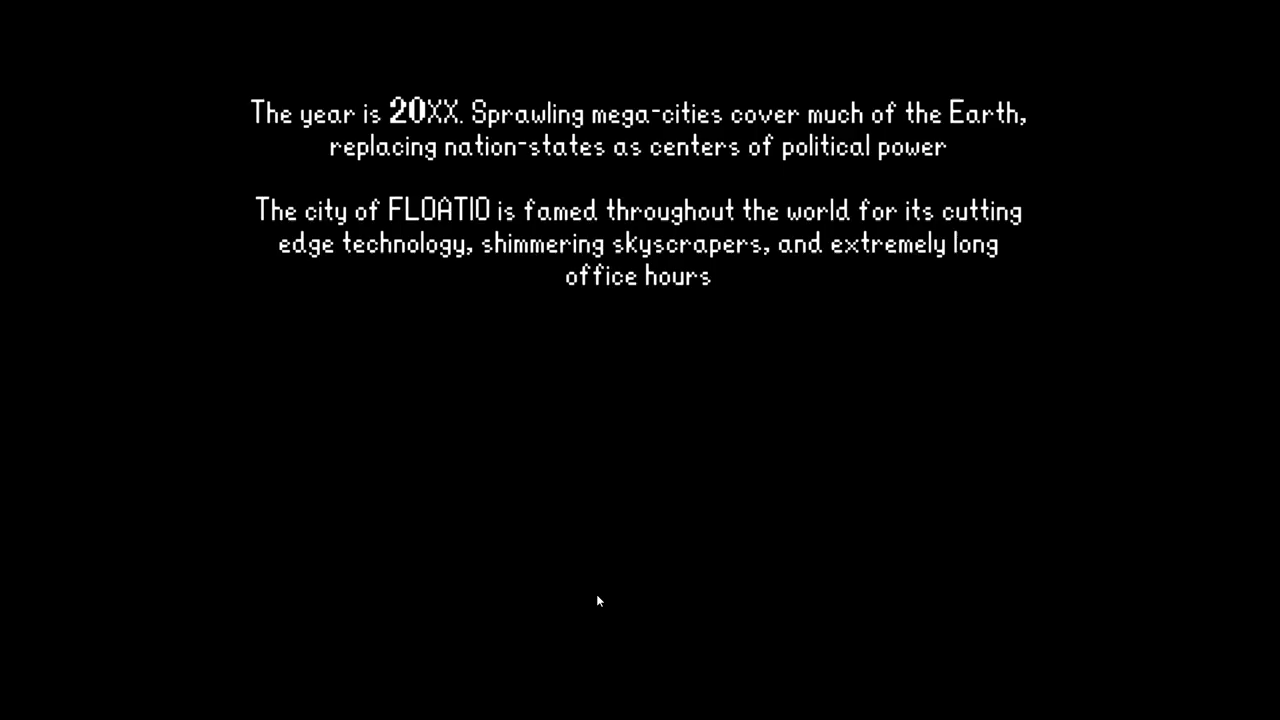 The year is 20XX. Sprawling mega-cities cover much of the Earth,
replacing nation-states as centers of political power
The city of FLOATIO is famed throughout the world for its cutting
edge technology, shimmering skyscrapers, and extremely long
office hours